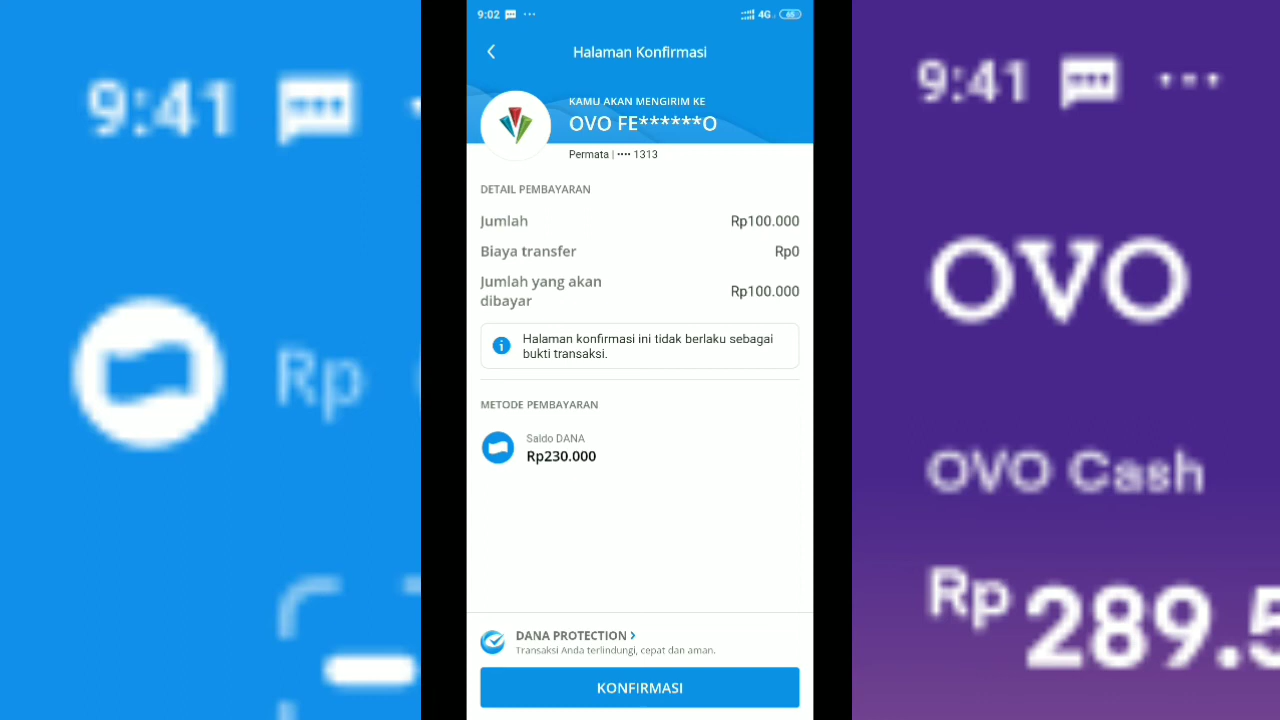 9:41
Rp
9:02
4G
65
Halaman Konfirmasi
KAMU AKAN MENGIRIM KE
OVO FE******O
Permata | •••• 1313
DETAIL PEMBAYARAN
Jumlah Rp100.000
Biaya transfer Rp0
Jumlah yang akan
dibayar Rp100.000
Halaman konfirmasi ini tidak berlaku sebagai
bukti transaksi.
METODE PEMBAYARAN
Saldo DANA
Rp230.000
DANA PROTECTION
Transaksi Anda terlindungi, cepat dan aman.
KONFIRMASI
9:41
OVO
OVO Cash
Rp 289.5